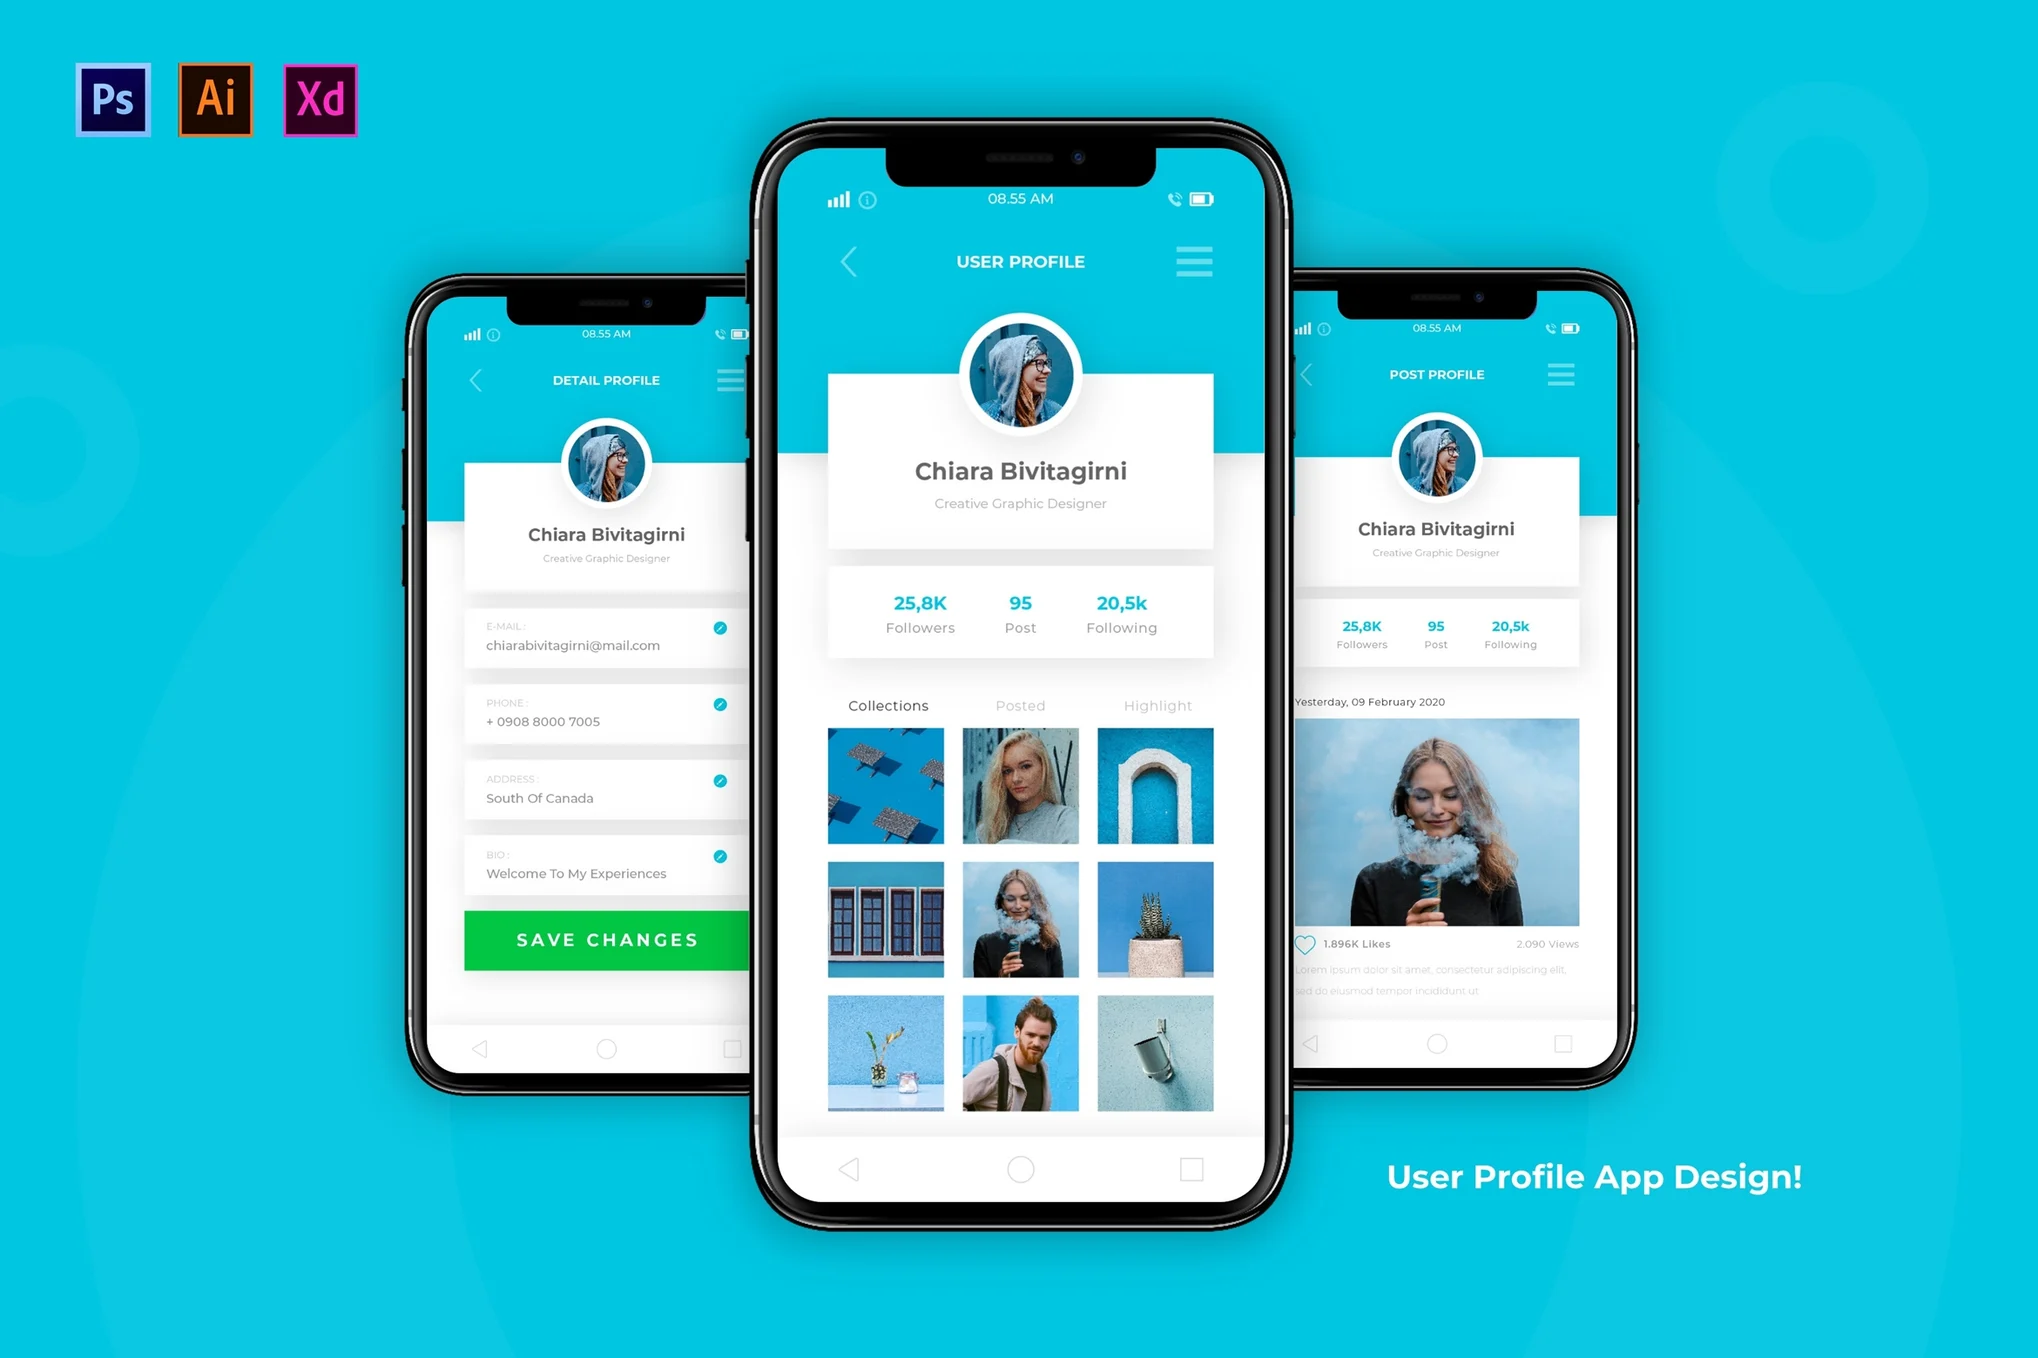 Ps Ai Xd
08.55 AM
DETAIL PROFILE
Chiara Bivitagirni
Creative Graphic Designer
E-MAIL :
chiarabivitagirni@mail.com
PHONE :
+ 0908 8000 7005
ADDRESS :
South Of Canada
BIO :
Welcome To My Experiences
SAVE CHANGES
08.55 AM
USER PROFILE
Chiara Bivitagirni
Creative Graphic Designer
25,8K 95 20,5k
Followers Post Following
Collections Posted Highlight
08.55 AM
POST PROFILE
Chiara Bivitagirni
Creative Graphic Designer
25,8K 95 20,5k
Followers Post Following
Yesterday, 09 February 2020
1.896K Likes 2.090 Views
Lorem ipsum dolor sit amet, consectetur adipiscing elit,
sed do eiusmod tempor incididunt ut
User Profile App Design!